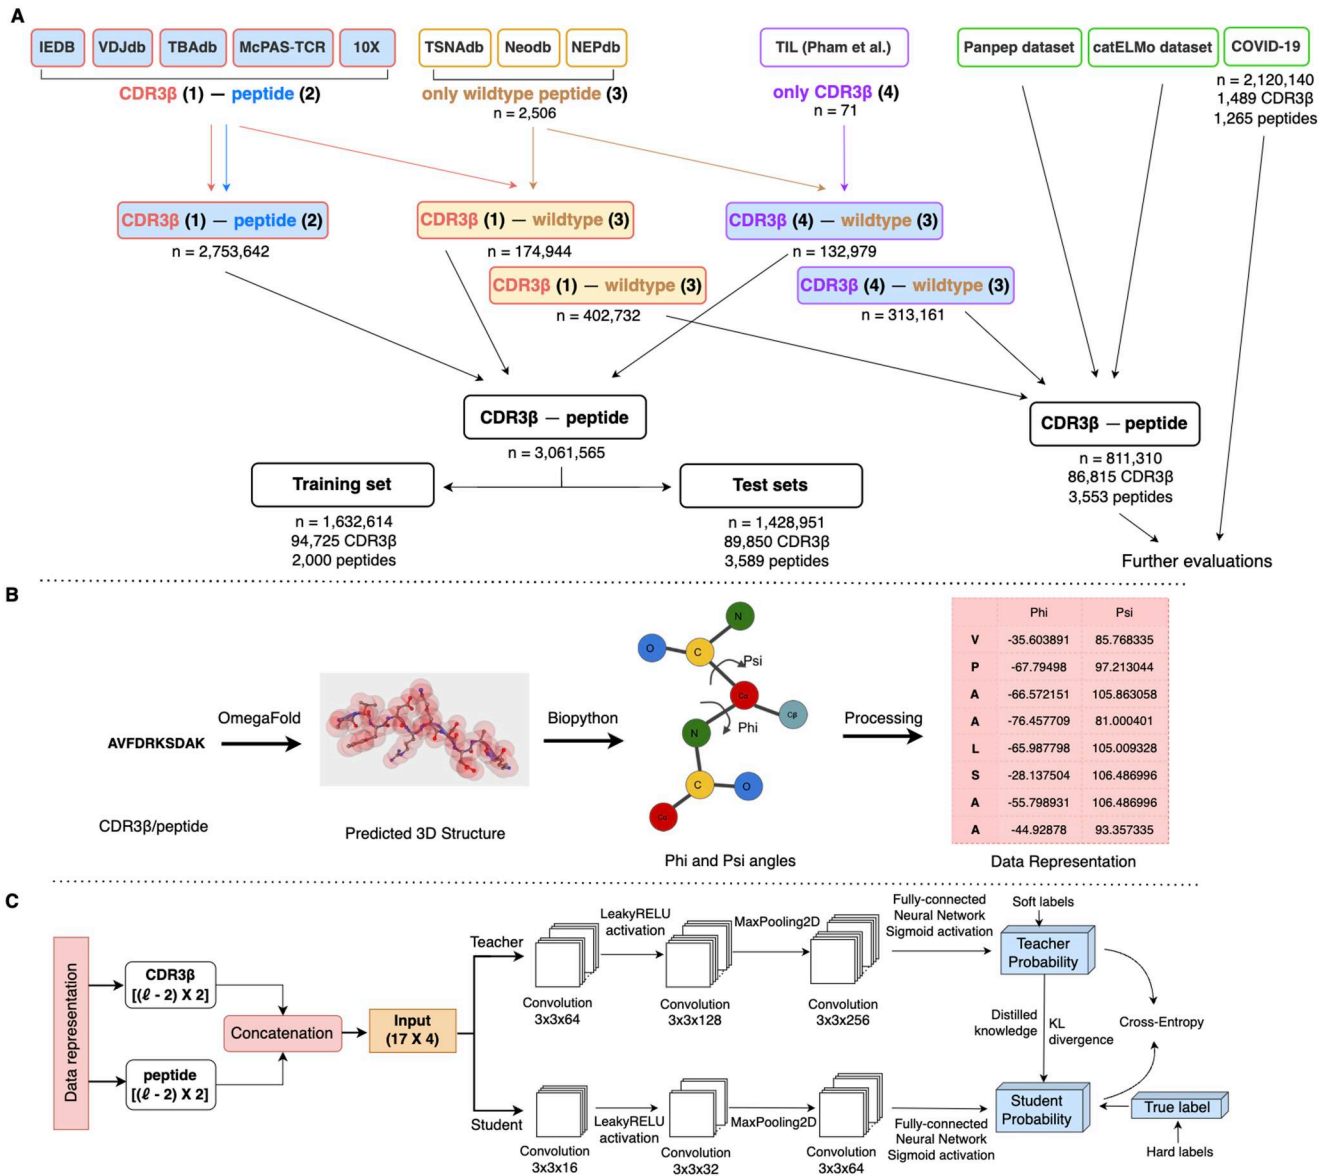 A
IEDB VDJdb TBAdb McPAS-TCR 10X
TSNAdb Neodb NEPdb
TIL (Pham et al.)
Panpep dataset catELMo dataset COVID-19
CDR3β (1) — peptide (2)
only wildtype peptide (3)
n = 2,506
only CDR3β (4)
n = 71
n = 2,120,140
1,489 CDR3β
1,265 peptides
CDR3β (1) — peptide (2)
n = 2,753,642
CDR3β (1) — wildtype (3)
n = 174,944
CDR3β (4) — wildtype (3)
n = 132,979
CDR3β (1) — wildtype (3)
n = 402,732
CDR3β (4) — wildtype (3)
n = 313,161
CDR3β — peptide
n = 3,061,565
CDR3β — peptide
n = 811,310
86,815 CDR3β
3,553 peptides
Training set
n = 1,632,614
94,725 CDR3β
2,000 peptides
Test sets
n = 1,428,951
89,850 CDR3β
3,589 peptides
Further evaluations
B
AVFDRKSDAK
CDR3β/peptide
OmegaFold
Predicted 3D Structure
Biopython
N
O
C
Psi
Cα
Cβ
Phi
N
C
O
Cα
Phi and Psi angles
Processing
Phi Psi
V -35.603891 85.768335
P -67.79498 97.213044
A -66.572151 105.863058
A -76.457709 81.000401
L -65.987798 105.009328
S -28.137504 106.486996
A -55.798931 106.486996
A -44.92878 93.357335
Data Representation
C
Data representation
CDR3β
[(ℓ - 2) X 2]
peptide
[(ℓ - 2) X 2]
Concatenation
Input
(17 X 4)
Teacher
Convolution
3x3x64
LeakyRELU
activation
Convolution
3x3x128
MaxPooling2D
Convolution
3x3x256
Fully-connected
Neural Network
Sigmoid activation
Soft labels
Teacher
Probability
Distilled
knowledge
KL
divergence
Cross-Entropy
Student
Convolution
3x3x16
LeakyRELU
activation
Convolution
3x3x32
MaxPooling2D
Convolution
3x3x64
Fully-connected
Neural Network
Sigmoid activation
Student
Probability
True label
Hard labels